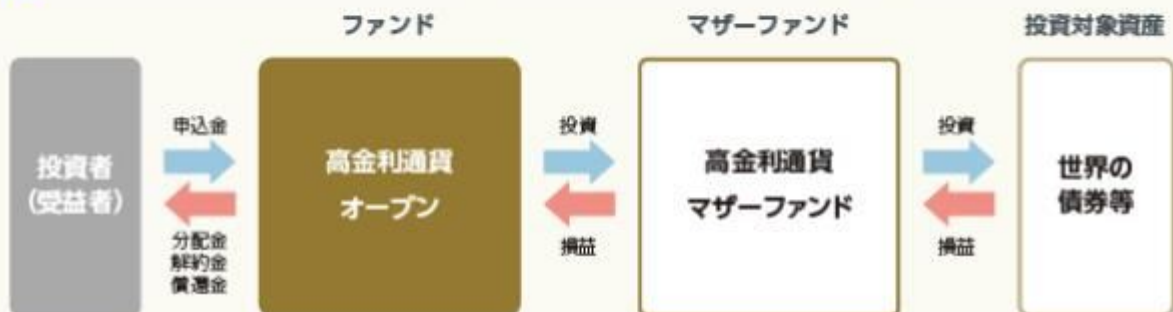 ファンド
マザーファンド
投資対象資産
投資者
(受益者)
申込金
分配金
解約金
償還金
高金利通貨
オープン
投資
損益
高金利通貨
マザーファンド
投資
損益
世界の
債券等